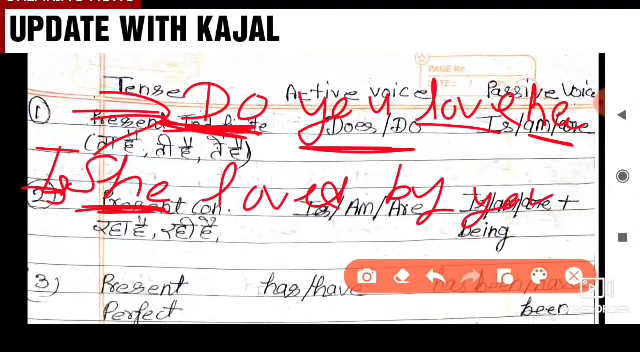 UPDATE WITH KAJAL
PAGE No
Tense Active voice Passive Voice
Do you love he
① Present Indefinite Does/Do Is/am/are
(ता है, ती है, ते हैं)
Is She loved by you
2) Present Con. Is/Am/Are Is/am/are +
रहा है, रही है, being
3) Present has/have has been/have
Perfect been